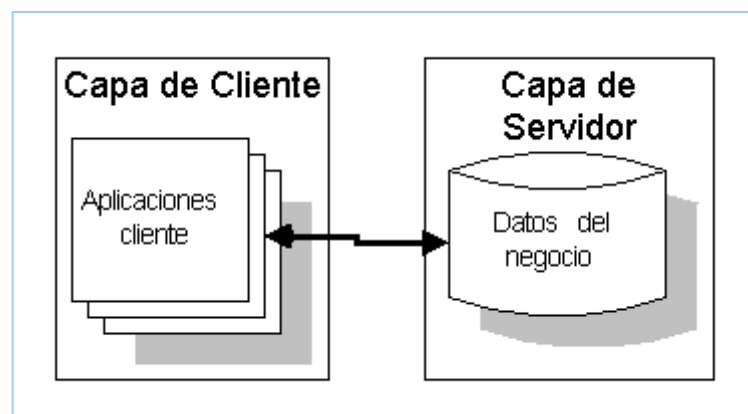 Capa de Cliente
Aplicaciones
cliente
Capa de
Servidor
Datos del
negocio